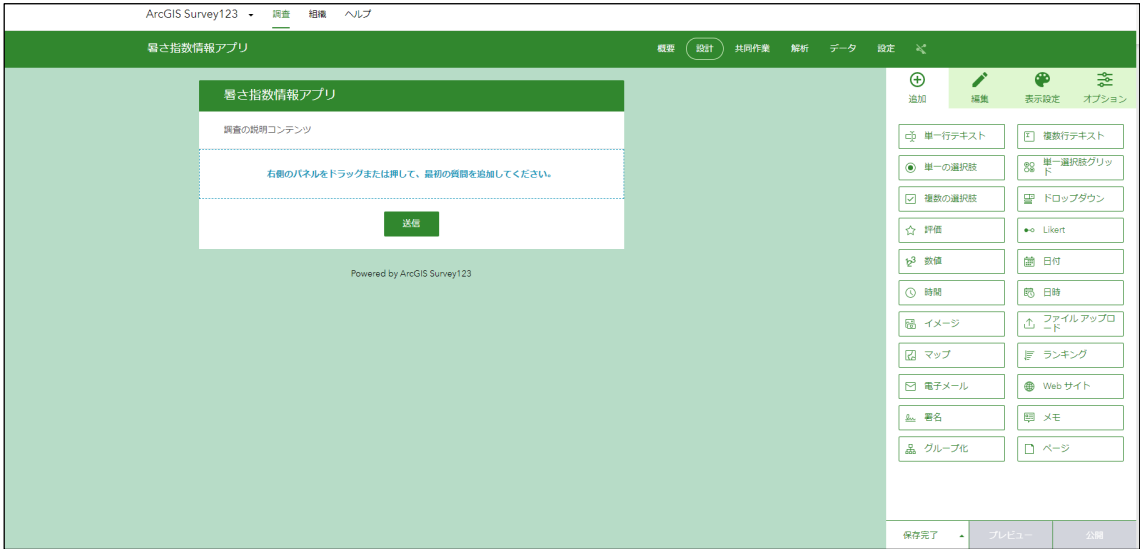 ArcGIS Survey123 調査 組織 ヘルプ
暑さ指数情報アプリ 概要 設計 共同作業 解析 データ 設定
追加 編集 表示設定 オプション
暑さ指数情報アプリ
調査の説明コンテンツ
右側のパネルをドラッグまたは押して、最初の質問を追加してください。
送信
Powered by ArcGIS Survey123
単一行テキスト 複数行テキスト
単一の選択肢 単一選択肢グリッ
ド
複数の選択肢 ドロップダウン
評価 Likert
数値 日付
時間 日時
イメージ ファイル アップロ
ード
マップ ランキング
電子メール Web サイト
署名 メモ
グループ化 ページ
保存完了 プレビュー 公開